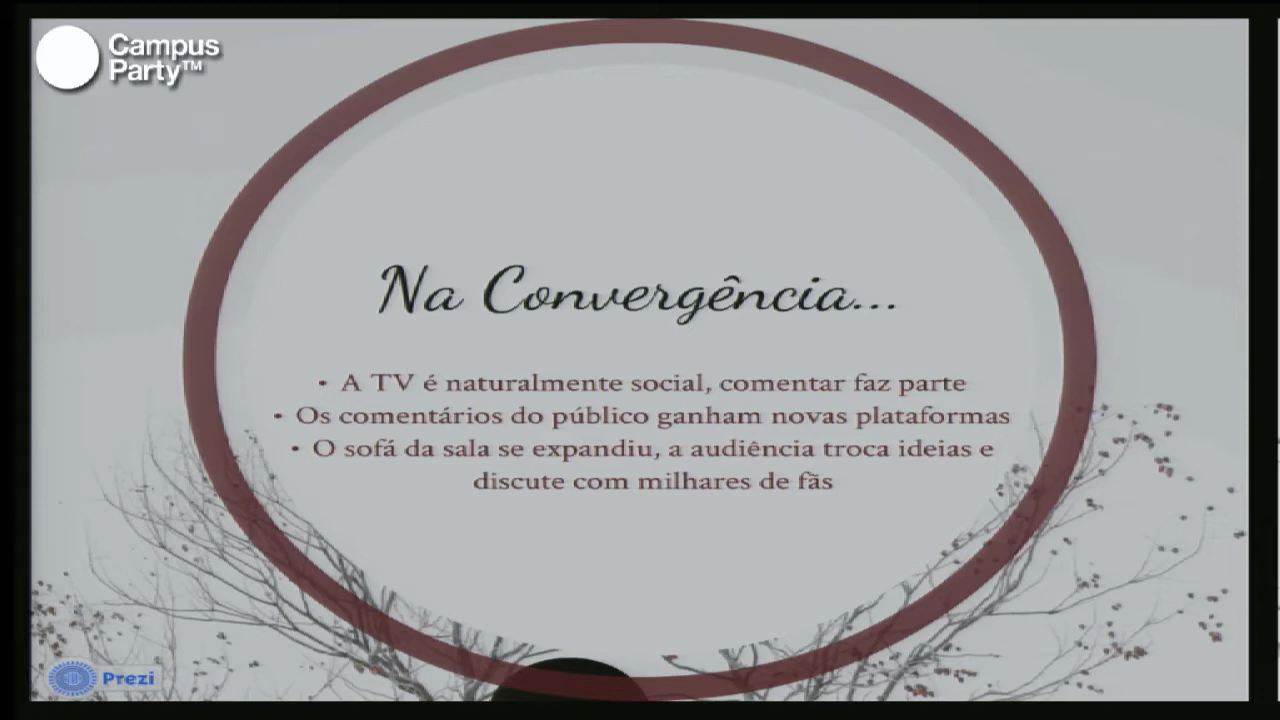 Campus
Party™
Na Convergência...
• A TV é naturalmente social, comentar faz parte
• Os comentários do público ganham novas plataformas
• O sofá da sala se expandiu, a audiência troca ideias e
discute com milhares de fãs
Prezi